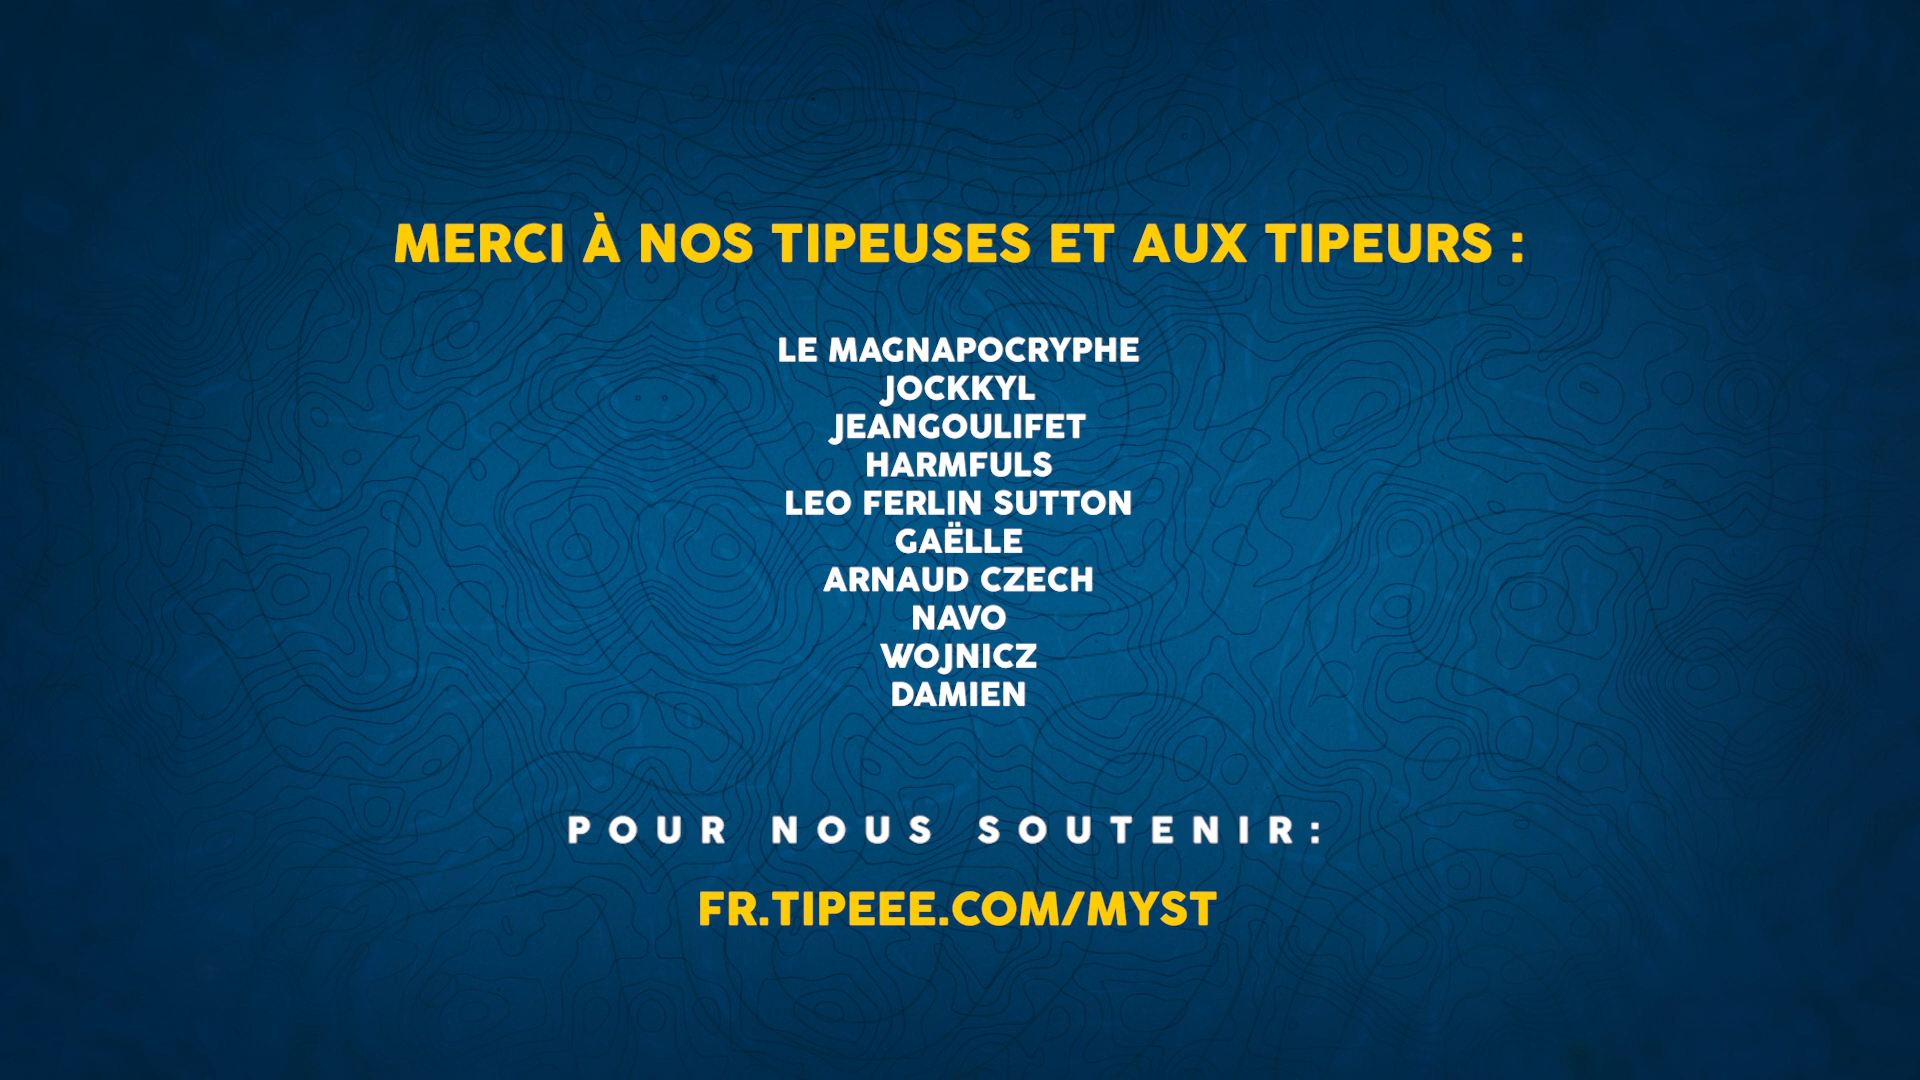 MERCI À NOS TIPEUSES ET AUX TIPEURS :
LE MAGNAPOCRYPHE
JOCKKYL
JEANGOULIFET
HARMFULS
LEO FERLIN SUTTON
GAËLLE
ARNAUD CZECH
NAVO
WOJNICZ
DAMIEN
POUR NOUS SOUTENIR:
FR.TIPEEE.COM/MYST